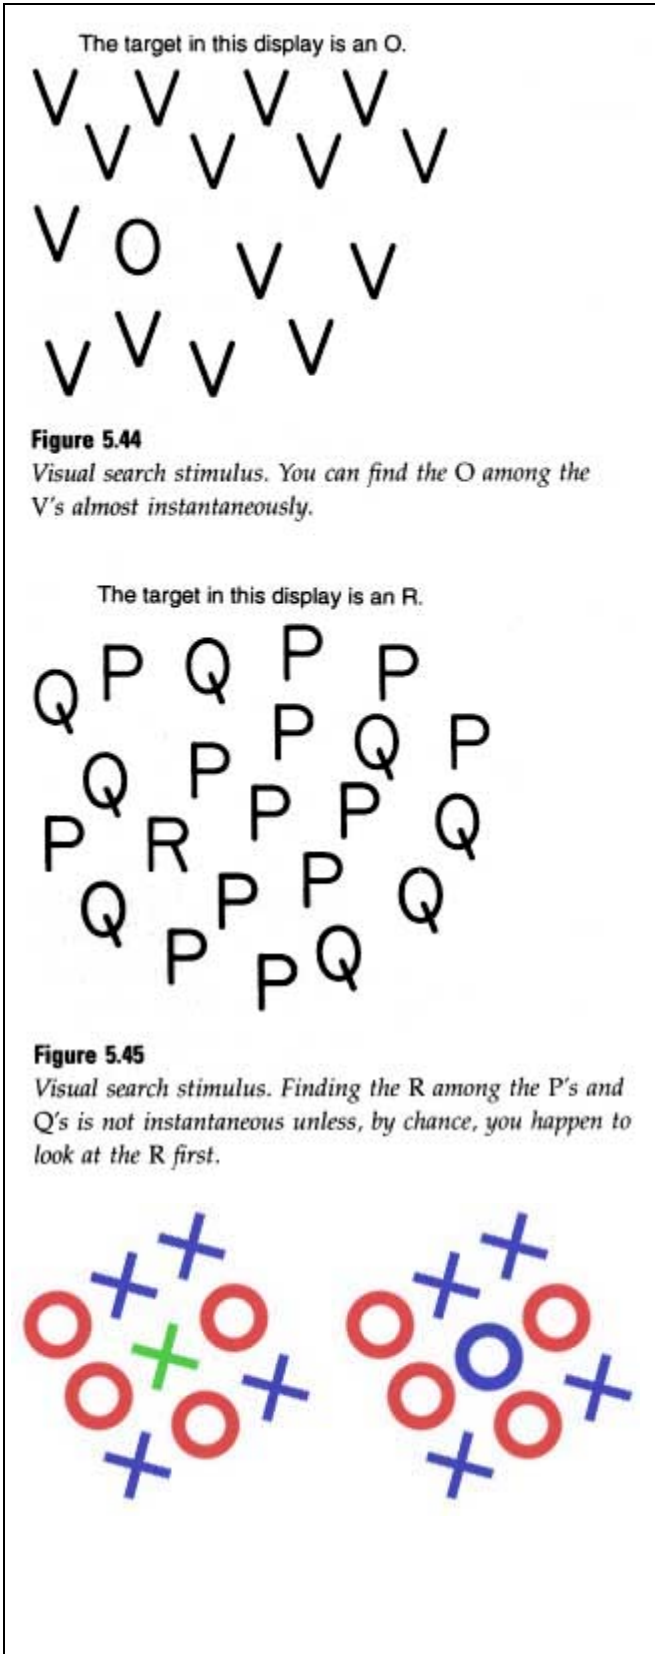 The target in this display is an O.
V V V V
V V V V
V O V V
V V V V
Figure 5.44
Visual search stimulus. You can find the O among the
V's almost instantaneously.
The target in this display is an R.
Q P Q P P
P Q P
Q P P P Q
P R P P Q
Q P P Q
Figure 5.45
Visual search stimulus. Finding the R among the P's and
Q's is not instantaneous unless, by chance, you happen to
look at the R first.